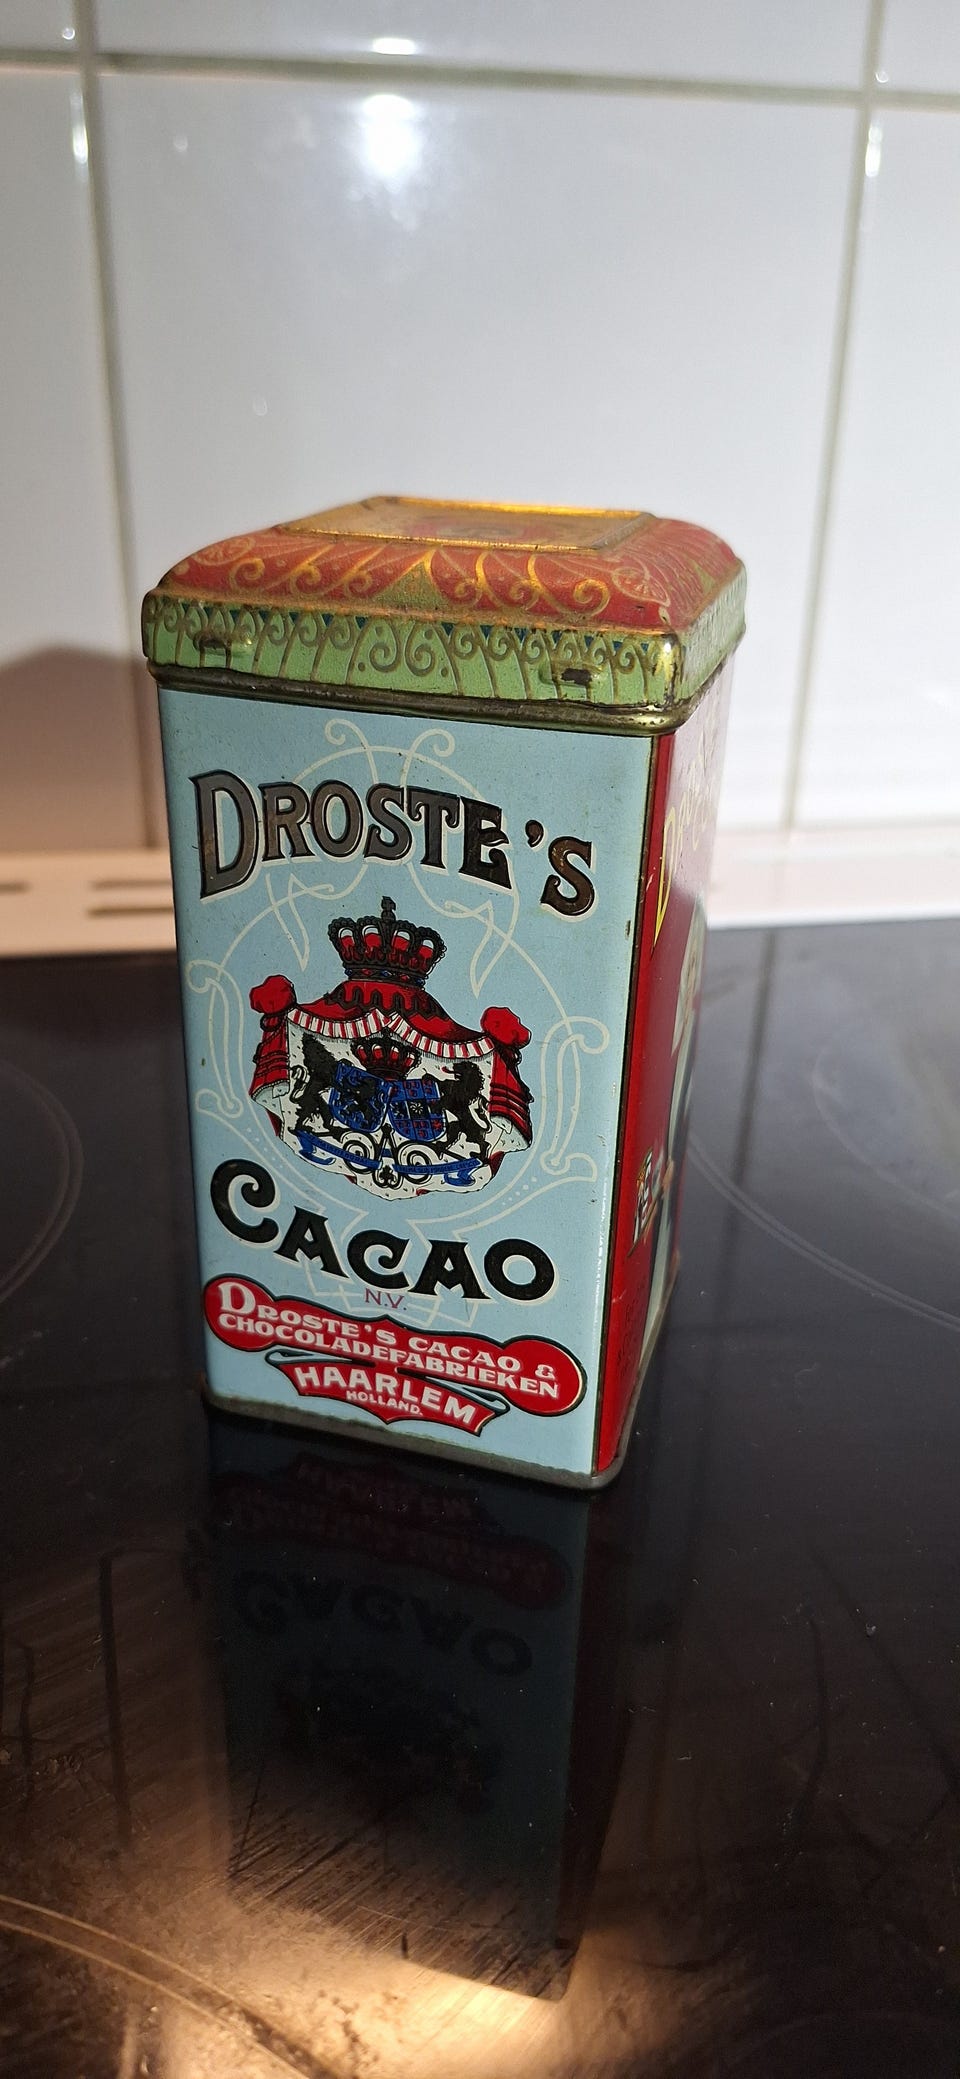 DROSTE'S
CACAO
N.V.
DROSTE'S CACAO &
CHOCOLADEFABRIEKEN
HAARLEM
HOLLAND.